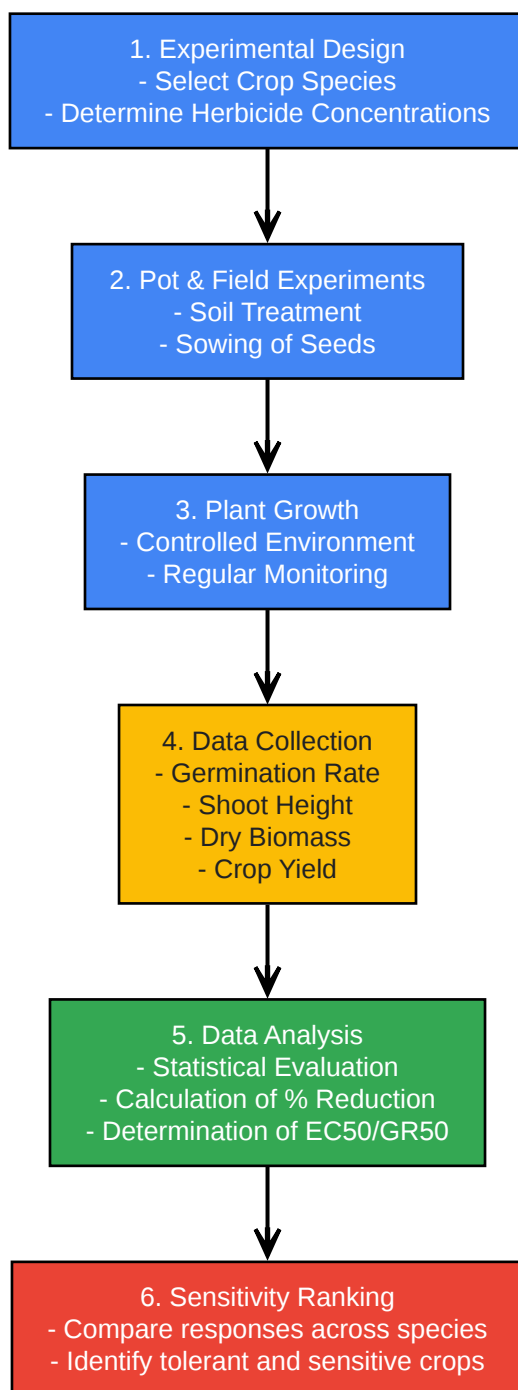 1. Experimental Design
- Select Crop Species
- Determine Herbicide Concentrations
2. Pot & Field Experiments
- Soil Treatment
- Sowing of Seeds
3. Plant Growth
- Controlled Environment
- Regular Monitoring
4. Data Collection
- Germination Rate
- Shoot Height
- Dry Biomass
- Crop Yield
5. Data Analysis
- Statistical Evaluation
- Calculation of % Reduction
- Determination of EC50/GR50
6. Sensitivity Ranking
- Compare responses across species
- Identify tolerant and sensitive crops